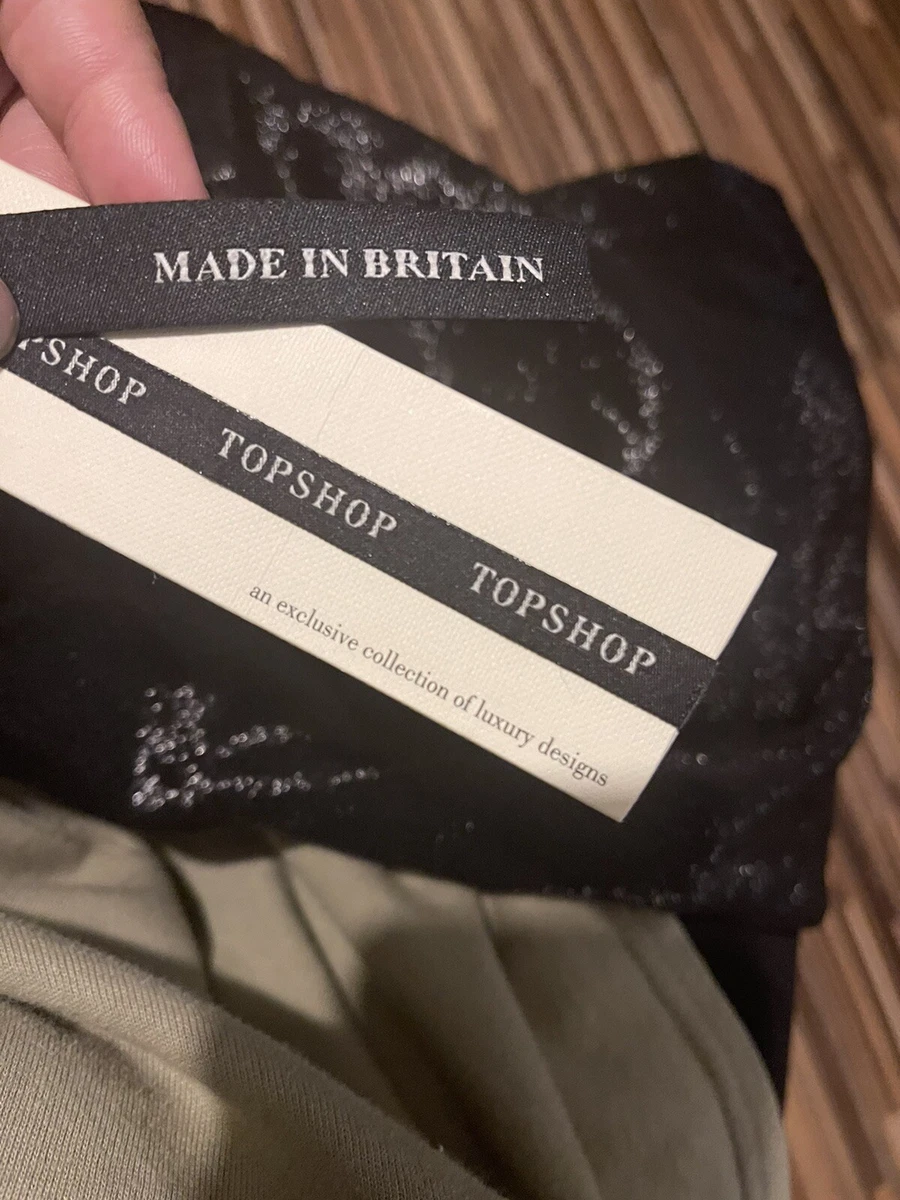 MADE IN BRITAIN
PSHOP TOPSHOP TOPSHOP
an exclusive collection of luxury designs